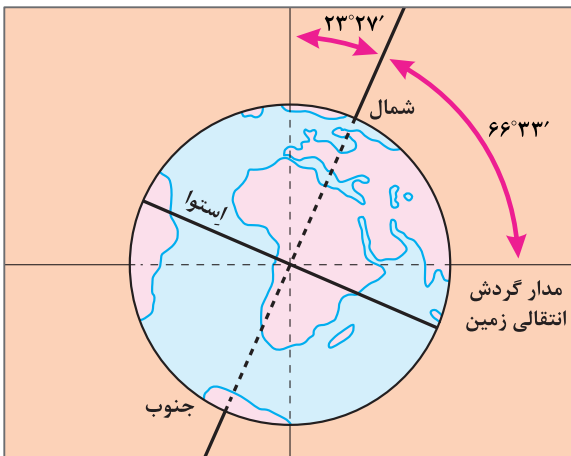 ۲۳°۲۷′
شمال
۶۶°۳۳′
اِستوا
مدار گردش
انتقالی زمین
جنوب